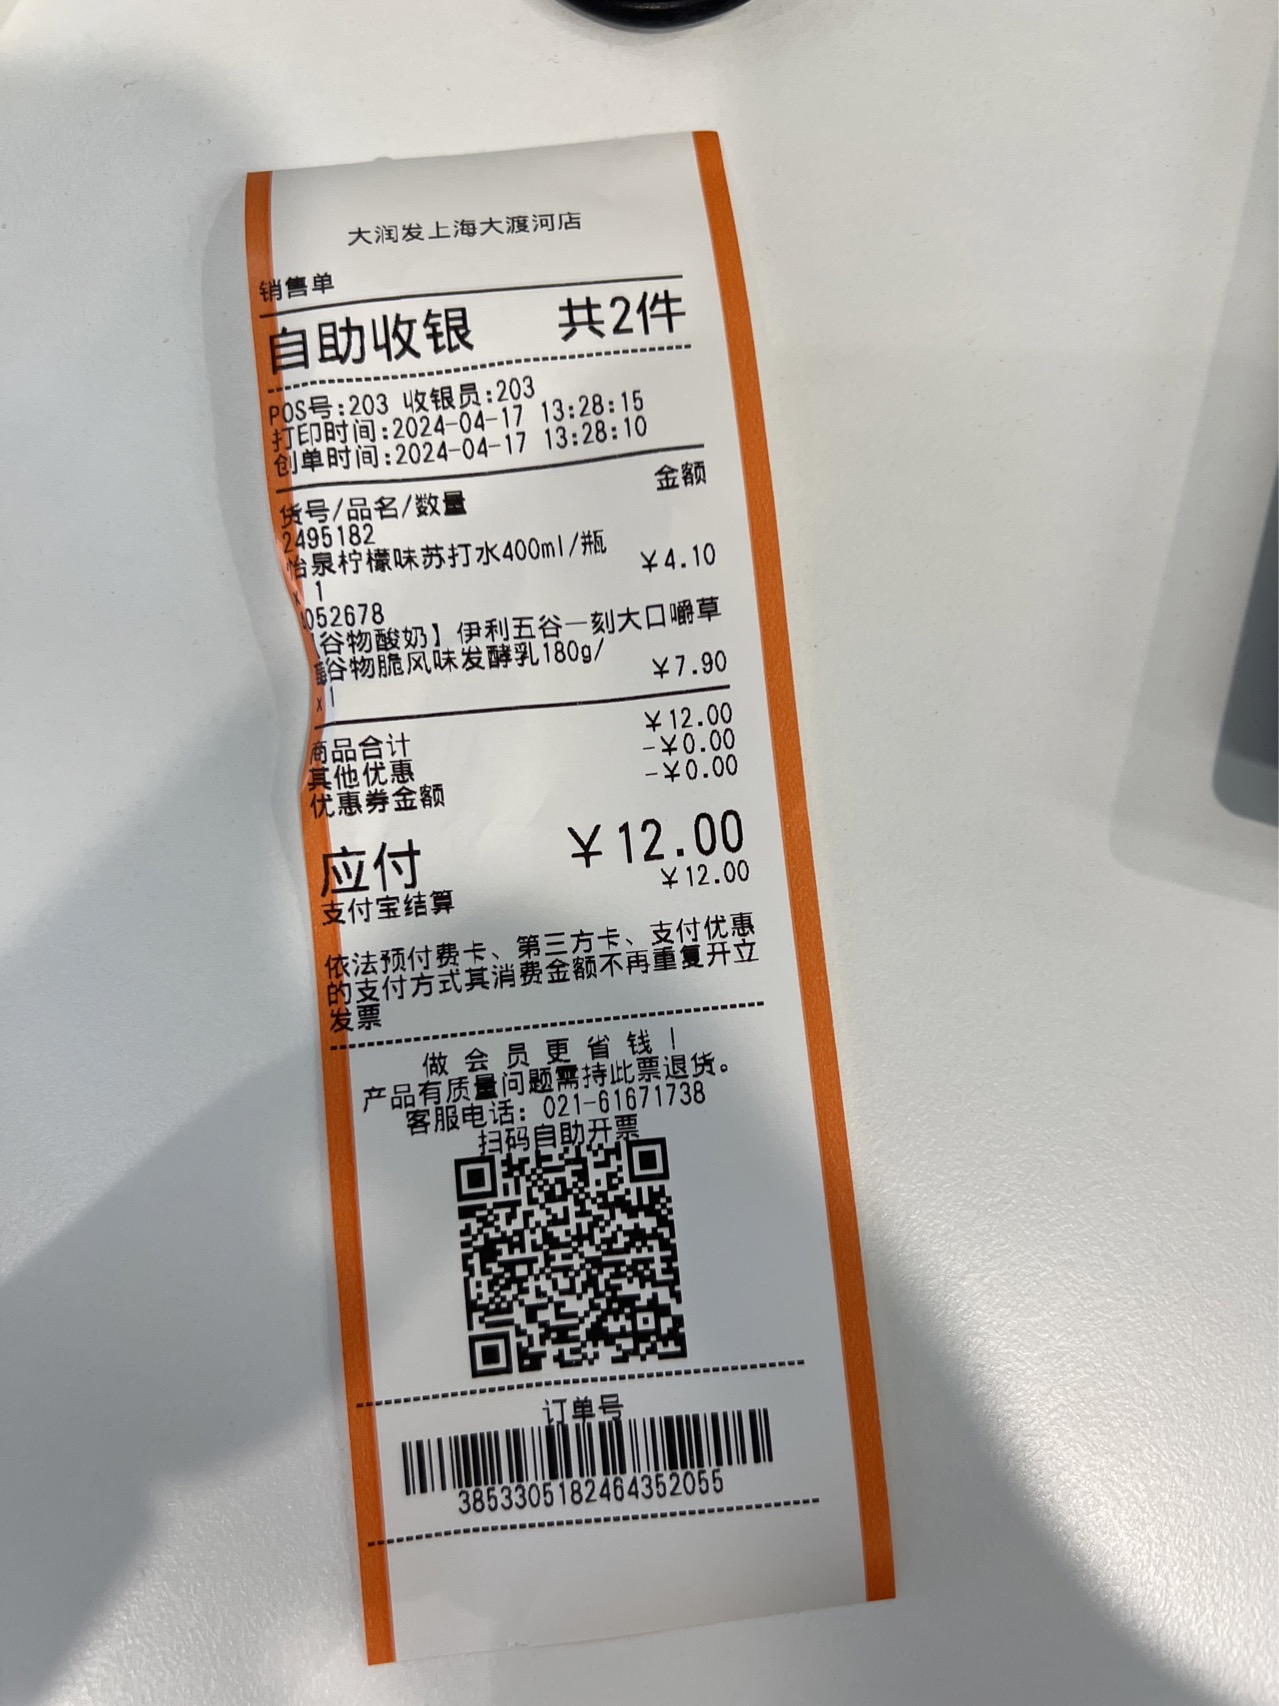 大润发上海大渡河店
销售单
自助收银 共2件
POS号:203 收银员:203
打印时间:2024-04-17 13:28:15
创单时间:2024-04-17 13:28:10
货号/品名/数量 金额
2495182
怡泉柠檬味苏打水400ml/瓶 ¥4.10
x 1
052678
【谷物酸奶】伊利五谷一刻大口嚼草
莓谷物脆风味发酵乳180g/ ¥7.90
x 1
商品合计 ¥12.00
其他优惠 -¥0.00
优惠券金额 -¥0.00
应付 ¥12.00
支付宝结算 ¥12.00
依法预付费卡、第三方卡、支付优惠
的支付方式其消费金额不再重复开立
发票
做会员更省钱！
产品有质量问题需持此票退货。
客服电话: 021-61671738
扫码自助开票
订单号
3853305182464352055